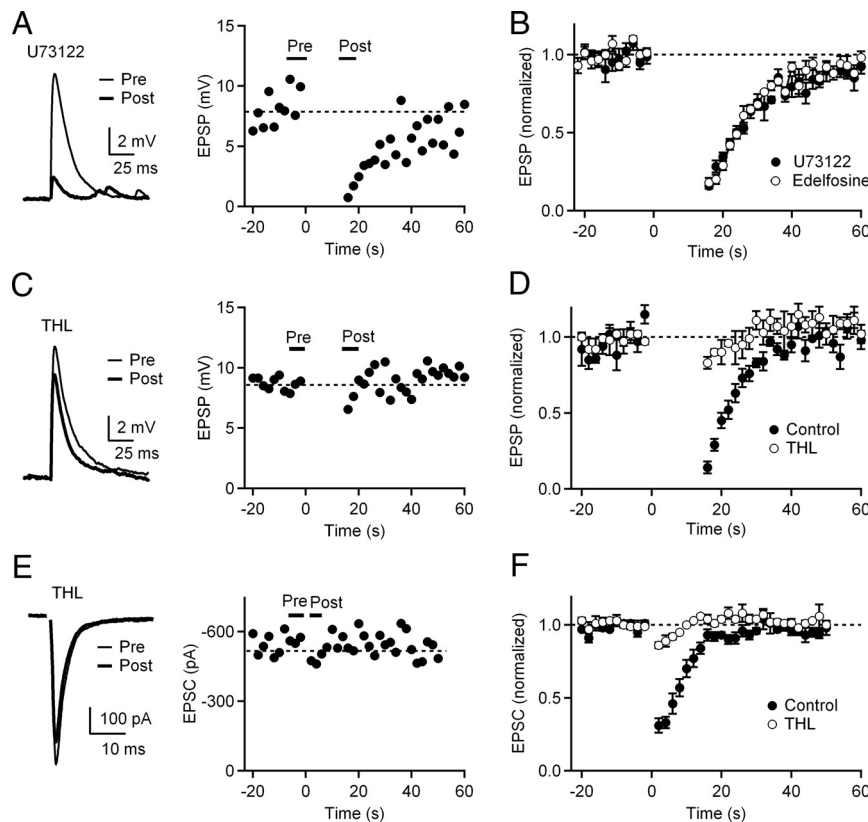 A
U73122
Pre
Post
2 mV
25 ms
15
10
5
0
EPSP (mV)
Pre
Post
-20
0
20
40
60
Time (s)
B
1.0
0.5
0.0
EPSP (normalized)
U73122
Edelfosine
-20
0
20
40
60
Time (s)
C
THL
Pre
Post
2 mV
25 ms
15
10
5
0
EPSP (mV)
Pre
Post
-20
0
20
40
60
Time (s)
D
1.0
0.5
0.0
EPSP (normalized)
Control
THL
-20
0
20
40
60
Time (s)
E
THL
Pre
Post
100 pA
10 ms
-600
-300
0
EPSC (pA)
Pre
Post
-20
0
20
40
60
Time (s)
F
1.0
0.5
0.0
EPSC (normalized)
Control
THL
-20
0
20
40
60
Time (s)